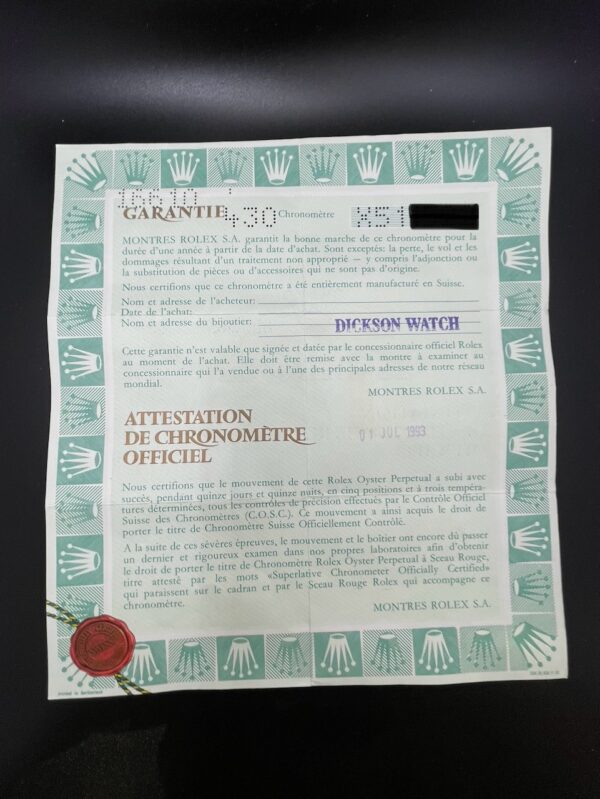 16610
GARANTIE 430 Chronomètre X51
MONTRES ROLEX S.A. garantit la bonne marche de ce chronomètre pour la
durée d'une année à partir de la date d'achat. Sont exceptés: la perte, le vol et les
dommages résultant d'un traitement non approprié — y compris l'adjonction ou
la substitution de pièces ou d'accessoires qui ne sont pas d'origine.
Nous certifions que ce chronomètre a été entièrement manufacturé en Suisse.
Nom et adresse de l'acheteur:
Date de l'achat:
Nom et adresse du bijoutier: DICKSON WATCH
Cette garantie n'est valable que signée et datée par le concessionnaire officiel Rolex
au moment de l'achat. Elle doit être remise avec la montre à examiner au
concessionnaire qui l'a vendue ou à l'une des principales adresses de notre réseau
mondial.
MONTRES ROLEX S.A.
ATTESTATION
DE CHRONOMÈTRE
OFFICIEL
01 JUL 1993
Nous certifions que le mouvement de cette Rolex Oyster Perpetual a subi avec
succès, pendant quinze jours et quinze nuits, en cinq positions et à trois tempéra-
tures déterminées, tous les contrôles de précision effectués par le Contrôle Officiel
Suisse des Chronomètres (C.O.S.C.). Ce mouvement a ainsi acquis le droit de
porter le titre de Chronomètre Suisse Officiellement Contrôlé.
A la suite de ces sévères épreuves, le mouvement et le boîtier ont encore dû passer
un dernier et rigoureux examen dans nos propres laboratoires afin d'obtenir
le droit de porter le titre de Chronomètre Rolex Oyster Perpetual à Sceau Rouge,
titre attesté par les mots «Superlative Chronometer Officially Certified»
qui paraissent sur le cadran et par le Sceau Rouge Rolex qui accompagne ce
chronomètre.
MONTRES ROLEX S.A.
Printed in Switzerland